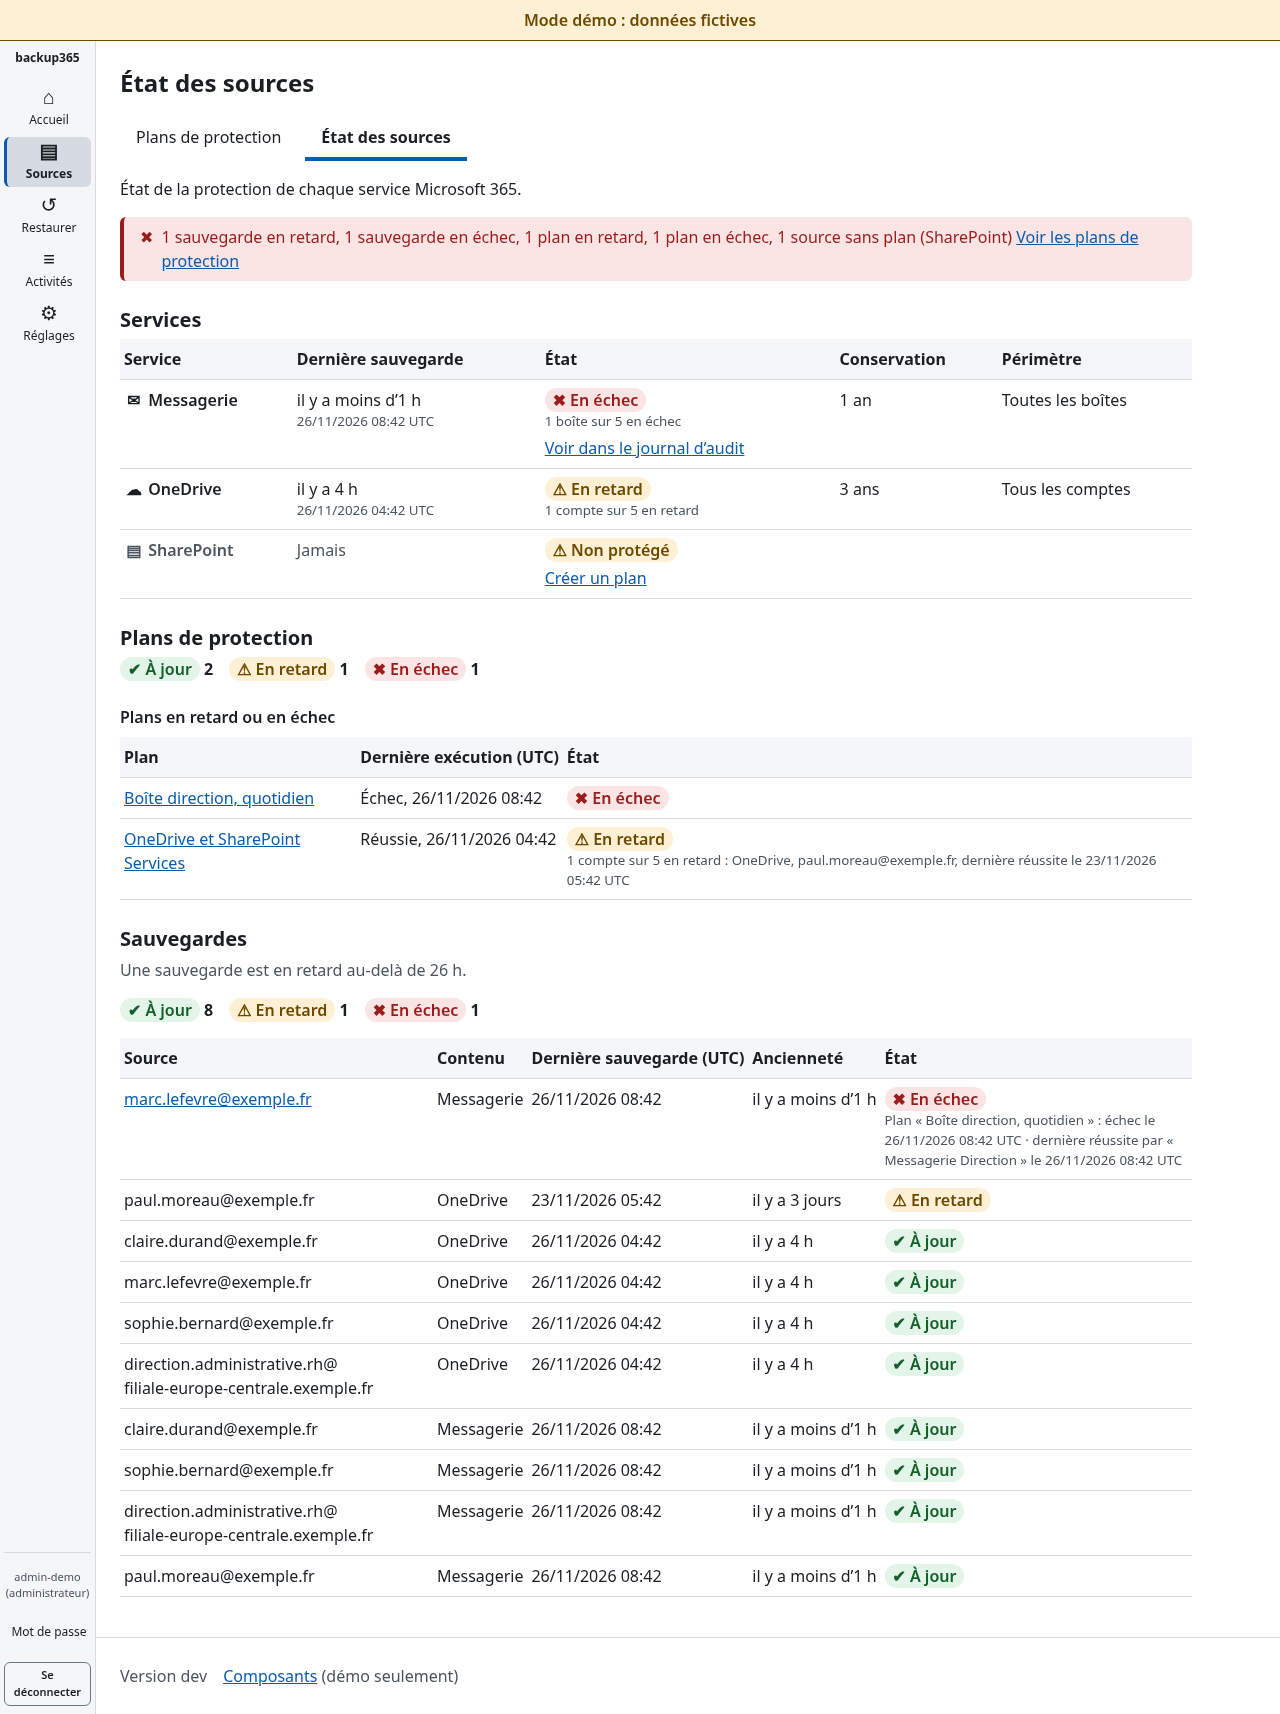 Mode démo : données fictives
backup365
Accueil
Sources
Restaurer
Activités
Réglages
admin-demo
(administrateur)
Mot de passe
Se
déconnecter
État des sources
Plans de protection État des sources
État de la protection de chaque service Microsoft 365.
✖ 1 sauvegarde en retard, 1 sauvegarde en échec, 1 plan en retard, 1 plan en échec, 1 source sans plan (SharePoint) Voir les plans de
protection
Services
Service Dernière sauvegarde État Conservation Périmètre
✉ Messagerie il y a moins d’1 h ✖ En échec 1 an Toutes les boîtes
26/11/2026 08:42 UTC 1 boîte sur 5 en échec
Voir dans le journal d’audit
☁ OneDrive il y a 4 h ⚠ En retard 3 ans Tous les comptes
26/11/2026 04:42 UTC 1 compte sur 5 en retard
▤ SharePoint Jamais ⚠ Non protégé
Créer un plan
Plans de protection
✔ À jour 2 ⚠ En retard 1 ✖ En échec 1
Plans en retard ou en échec
Plan Dernière exécution (UTC) État
Boîte direction, quotidien Échec, 26/11/2026 08:42 ✖ En échec
OneDrive et SharePoint Réussie, 26/11/2026 04:42 ⚠ En retard
Services 1 compte sur 5 en retard : OneDrive, paul.moreau@exemple.fr, dernière réussite le 23/11/2026
05:42 UTC
Sauvegardes
Une sauvegarde est en retard au-delà de 26 h.
✔ À jour 8 ⚠ En retard 1 ✖ En échec 1
Source Contenu Dernière sauvegarde (UTC) Ancienneté État
marc.lefevre@exemple.fr Messagerie 26/11/2026 08:42 il y a moins d’1 h ✖ En échec
Plan « Boîte direction, quotidien » : échec le
26/11/2026 08:42 UTC · dernière réussite par «
Messagerie Direction » le 26/11/2026 08:42 UTC
paul.moreau@exemple.fr OneDrive 23/11/2026 05:42 il y a 3 jours ⚠ En retard
claire.durand@exemple.fr OneDrive 26/11/2026 04:42 il y a 4 h ✔ À jour
marc.lefevre@exemple.fr OneDrive 26/11/2026 04:42 il y a 4 h ✔ À jour
sophie.bernard@exemple.fr OneDrive 26/11/2026 04:42 il y a 4 h ✔ À jour
direction.administrative.rh@ OneDrive 26/11/2026 04:42 il y a 4 h ✔ À jour
filiale-europe-centrale.exemple.fr
claire.durand@exemple.fr Messagerie 26/11/2026 08:42 il y a moins d’1 h ✔ À jour
sophie.bernard@exemple.fr Messagerie 26/11/2026 08:42 il y a moins d’1 h ✔ À jour
direction.administrative.rh@ Messagerie 26/11/2026 08:42 il y a moins d’1 h ✔ À jour
filiale-europe-centrale.exemple.fr
paul.moreau@exemple.fr Messagerie 26/11/2026 08:42 il y a moins d’1 h ✔ À jour
Version dev Composants (démo seulement)